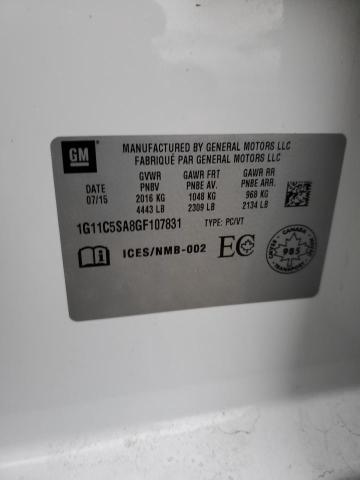 GM
MANUFACTURED BY GENERAL MOTORS LLC
FABRIQUÉ PAR GENERAL MOTORS LLC
GVWR GAWR FRT GAWR RR
DATE PNBV PNBE AV. PNBE ARR.
07/15 2016 KG 1048 KG 968 KG
4443 LB 2309 LB 2134 LB
1G11C5SA8GF107831 TYPE: PC/VT
ICES/NMB-002 EC
CANADA
985
TRANSPORT